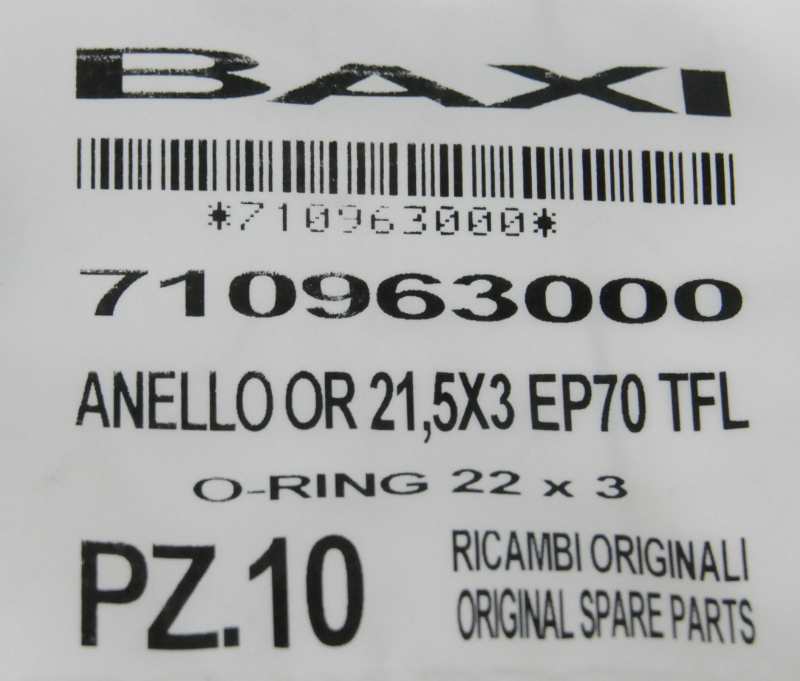 BAXI
*710963000*
710963000
ANELLO OR 21,5X3 EP70 TFL
O-RING 22 x 3
PZ.10
RICAMBI ORIGINALI
ORIGINAL SPARE PARTS